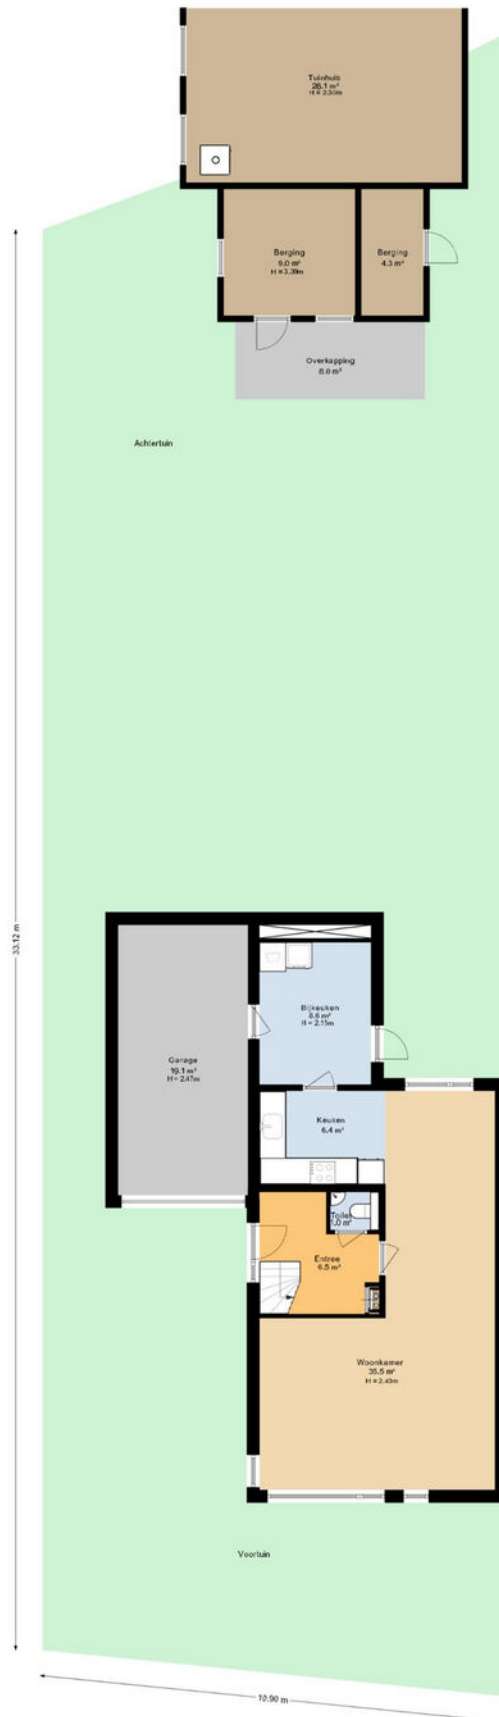 Tuinhuis
26.1 m²
Berging
9.0 m²
H = 2.39m
Berging
4.3 m²
Overkapping
8.0 m²
Achtertuin
33.12 m
Bijkeuken
8.6 m²
H = 2.15m
Garage
19.1 m²
H = 2.47m
Keuken
6.4 m²
Toilet
1.0 m²
Entree
6.5 m²
Woonkamer
35.5 m²
H = 2.43m
Voortuin
10.90 m